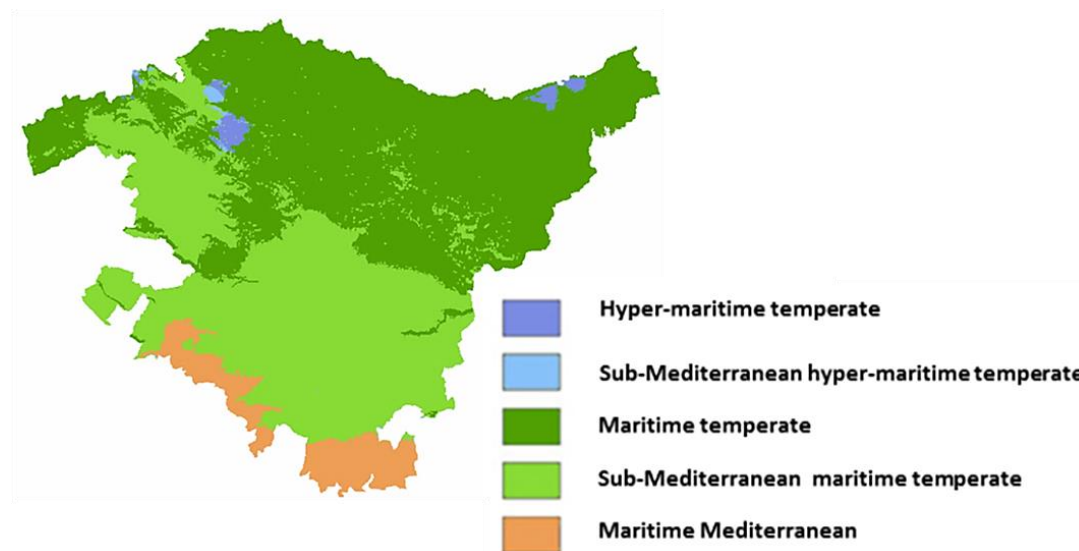 Hyper-maritime temperate
Sub-Mediterranean hyper-maritime temperate
Maritime temperate
Sub-Mediterranean maritime temperate
Maritime Mediterranean